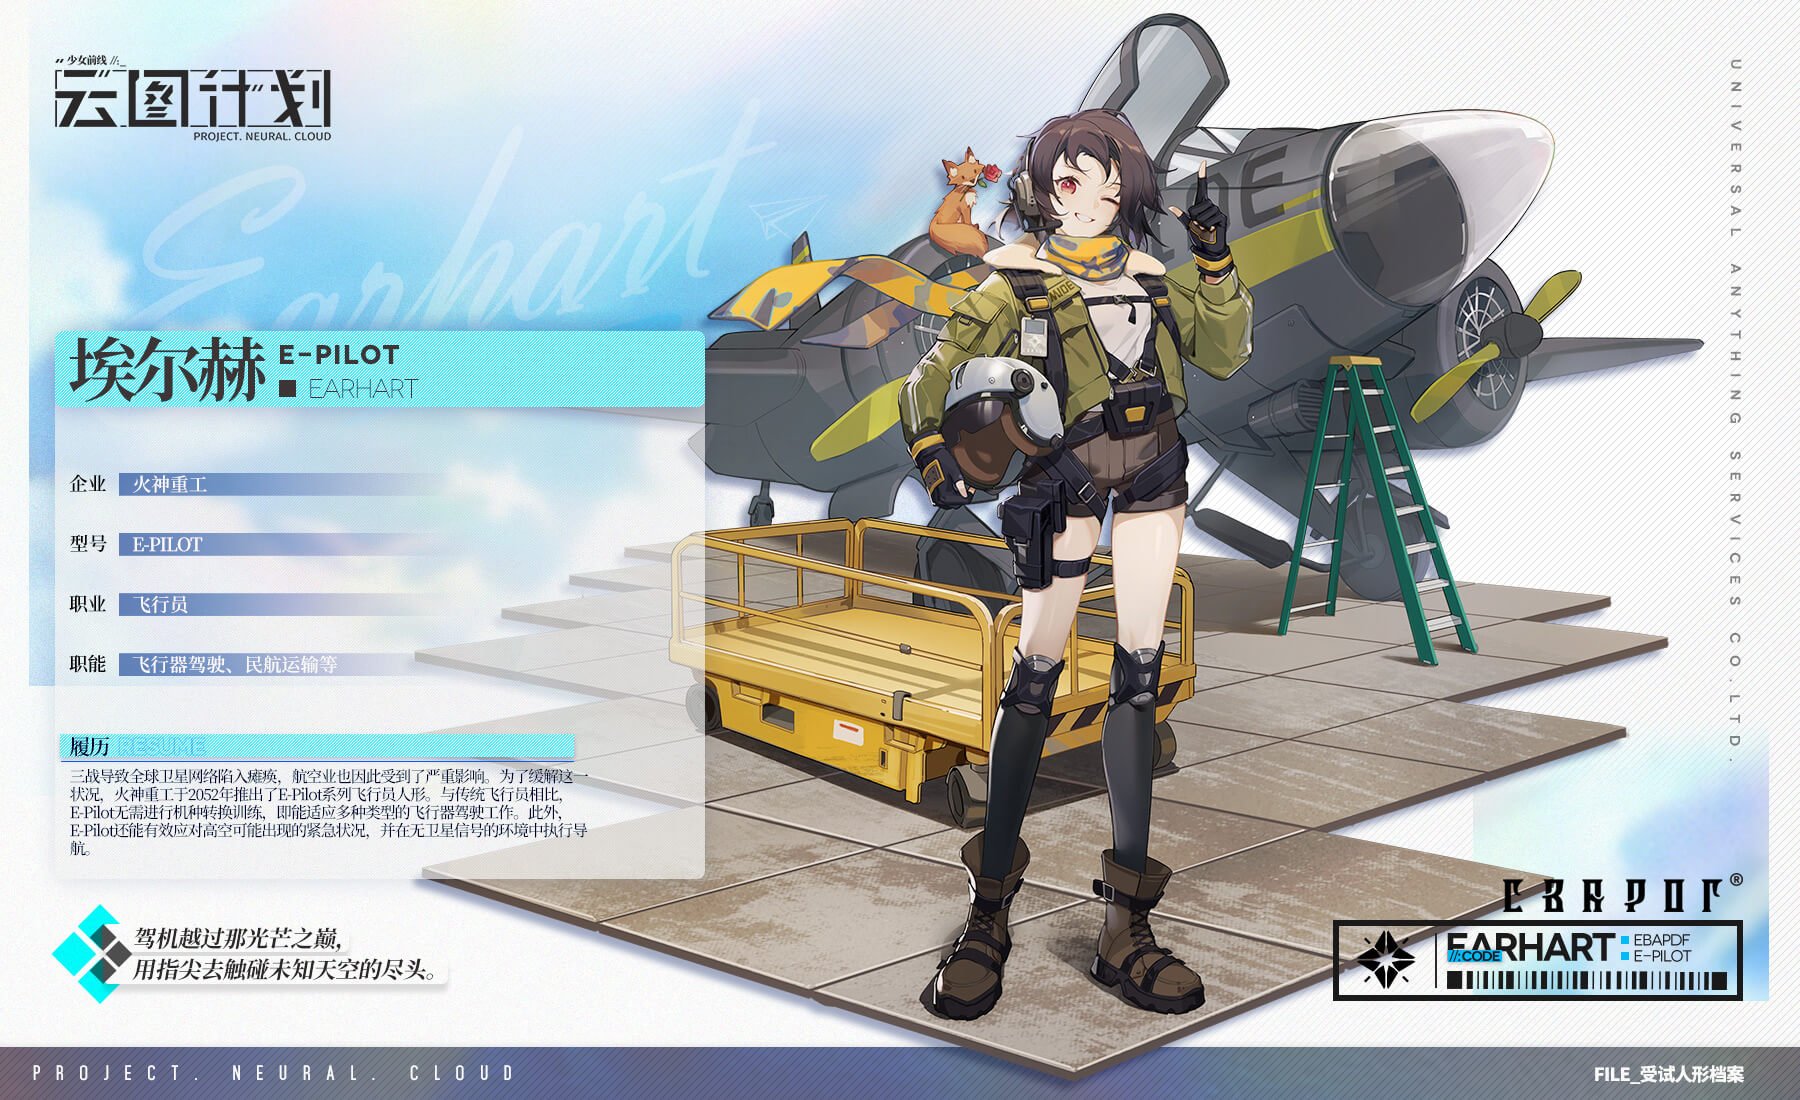 少女前线 //:_
云图计划
PROJECT. NEURAL. CLOUD
Earhart
埃尔赫
E-PILOT
EARHART
企业 火神重工
型号 E-PILOT
职业 飞行员
职能 飞行器驾驶、民航运输等
履历 RESUME
三战导致全球卫星网络陷入瘫痪，航空业也因此受到了严重影响。为了缓解这一
状况，火神重工于2052年推出了E-Pilot系列飞行员人形。与传统飞行员相比，
E-Pilot无需进行机种转换训练，即能适应多种类型的飞行器驾驶工作。此外，
E-Pilot还能有效应对高空可能出现的紧急状况，并在无卫星信号的环境中执行导
航。
驾机越过那光芒之巅，
用指尖去触碰未知天空的尽头。
UNIVERSAL ANYTHING SERVICES CO.LTD.
EBAPDF®
EARHART
//:CODE
EBAPDF
E-PILOT
PROJECT. NEURAL. CLOUD
FILE_受试人形档案